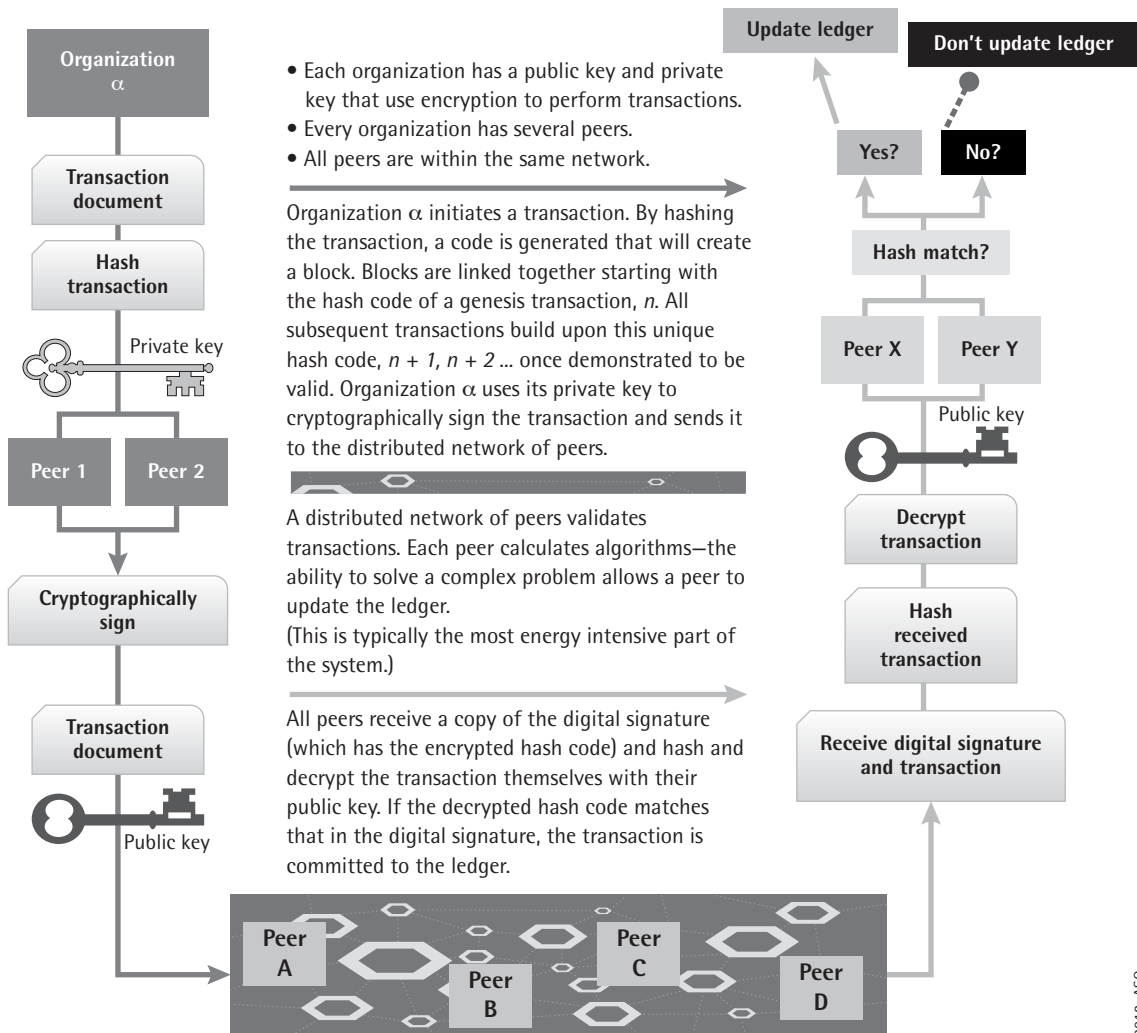 Organization
α
Transaction
document
Hash
transaction
Private key
Peer 1
Peer 2
Cryptographically
sign
Transaction
document
Public key
• Each organization has a public key and private
key that use encryption to perform transactions.
• Every organization has several peers.
• All peers are within the same network.
Organization α initiates a transaction. By hashing
the transaction, a code is generated that will create
a block. Blocks are linked together starting with
the hash code of a genesis transaction, n. All
subsequent transactions build upon this unique
hash code, n + 1, n + 2 ... once demonstrated to be
valid. Organization α uses its private key to
cryptographically sign the transaction and sends it
to the distributed network of peers.
A distributed network of peers validates
transactions. Each peer calculates algorithms—the
ability to solve a complex problem allows a peer to
update the ledger.
(This is typically the most energy intensive part of
the system.)
All peers receive a copy of the digital signature
(which has the encrypted hash code) and hash and
decrypt the transaction themselves with their
public key. If the decrypted hash code matches
that in the digital signature, the transaction is
committed to the ledger.
Peer
A
Peer
B
Peer
C
Peer
D
Update ledger
Don't update ledger
Yes?
No?
Hash match?
Peer X
Peer Y
Public key
Decrypt
transaction
Hash
received
transaction
Receive digital signature
and transaction